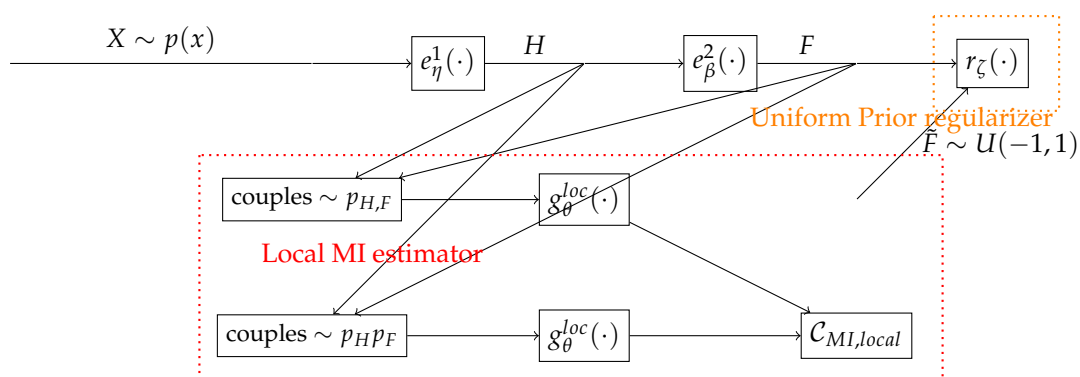 X ∼ p(x)
H
F
e^1_η(·)
e^2_β(·)
r_ζ(·)
Uniform Prior regularizer
F̃ ∼ U(−1, 1)
couples ∼ p_{H,F}
g^{loc}_θ(·)
Local MI estimator
couples ∼ p_H p_F
g^{loc}_θ(·)
C_{MI,local}